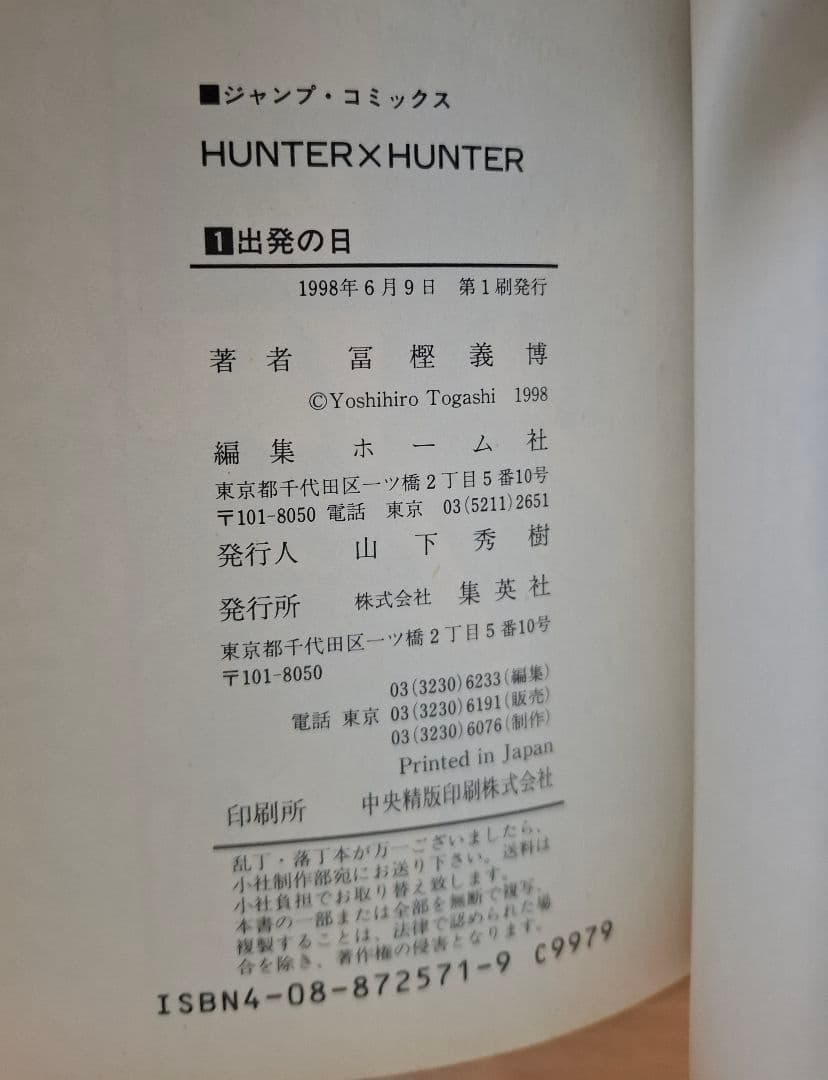 ■ジャンプ・コミックス
HUNTER×HUNTER
1出発の日
1998年6月9日 第1刷発行
著者 冨樫義博
©Yoshihiro Togashi 1998
編集 ホーム社
東京都千代田区一ツ橋2丁目5番10号
〒101-8050 電話 東京 03(5211)2651
発行人 山下秀樹
発行所 株式会社 集英社
東京都千代田区一ツ橋2丁目5番10号
〒101-8050
03(3230)6233(編集)
電話 東京 03(3230)6191(販売)
03(3230)6076(制作)
Printed in Japan
印刷所 中央精版印刷株式会社
乱丁・落丁本が万一ございましたら、
小社制作部宛にお送り下さい。送料は
小社負担でお取り替え致します。
本書の一部または全部を無断で複写、
複製することは、法律で認められた場
合を除き、著作権の侵害となります。
ISBN4-08-872571-9 C9979